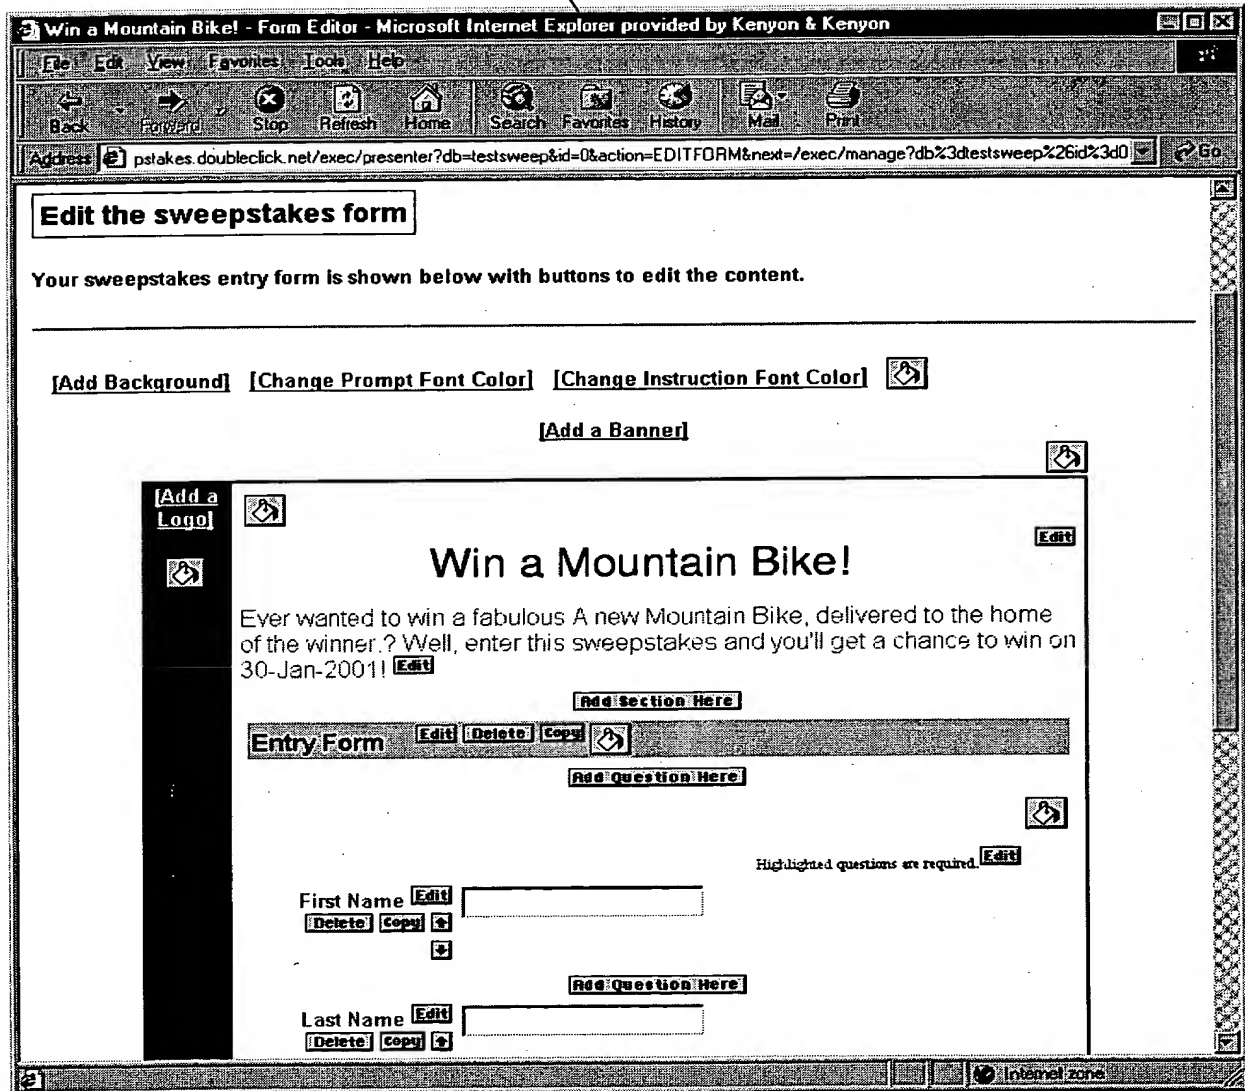 Win a Mountain Bike! - Form Editor - Microsoft Internet Explorer provided by Kenyon & Kenyon
File Edit View Favorites Tools Help
Back Forward Stop Refresh Home Search Favorites History Mail Print
Address pstakes.doubleclick.net/exec/presenter?db=testsweep&id=0&action=EDITFORM&next=/exec/manage?db%3dtestsweep%26id%3d0 Go
Edit the sweepstakes form
Your sweepstakes entry form is shown below with buttons to edit the content.
[Add Background] [Change Prompt Font Color] [Change Instruction Font Color]
[Add a Banner]
[Add a
Logo]
Edit
Win a Mountain Bike!
Ever wanted to win a fabulous A new Mountain Bike, delivered to the home
of the winner.? Well, enter this sweepstakes and you'll get a chance to win on
30-Jan-2001! Edit
Add Section Here
Entry Form Edit Delete Copy
Add Question Here
Highlighted questions are required. Edit
First Name Edit
Delete Copy
Add Question Here
Last Name Edit
Delete Copy
Internet zone